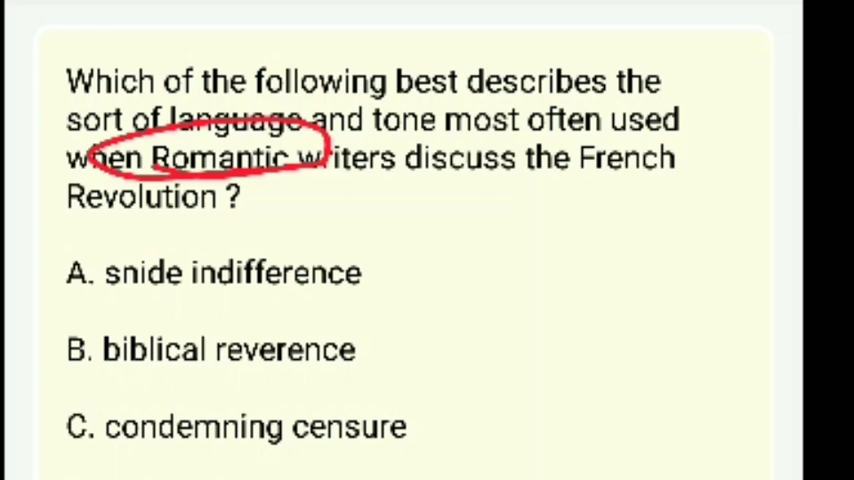 Which of the following best describes the
sort of language and tone most often used
when Romantic writers discuss the French
Revolution ?
A. snide indifference
B. biblical reverence
C. condemning censure